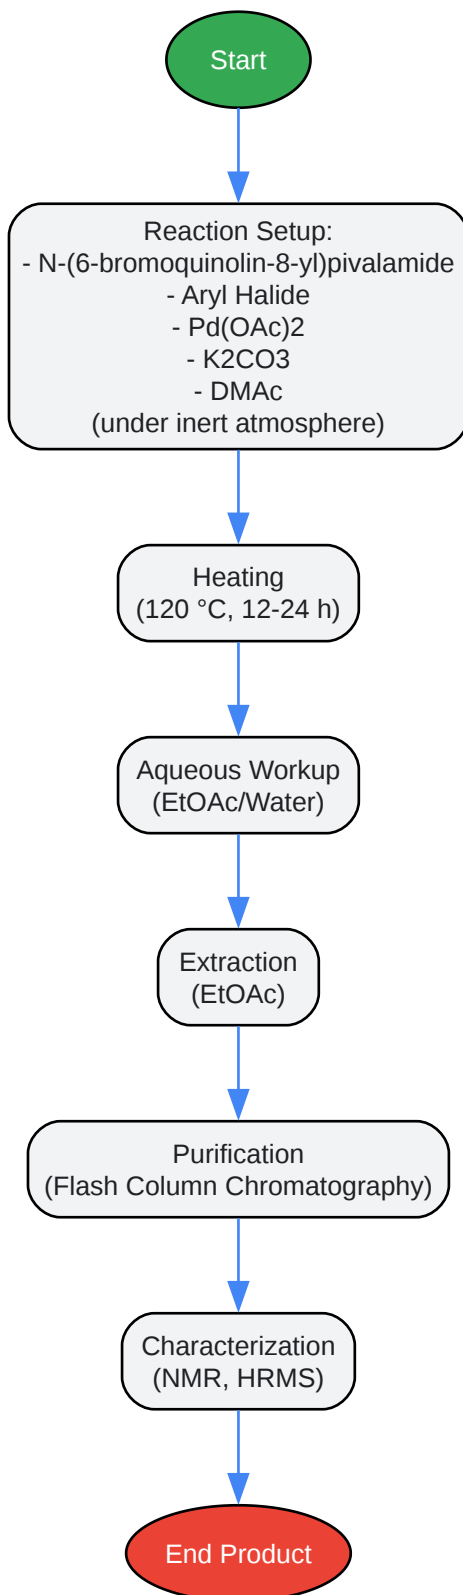 Start
Reaction Setup:
- N-(6-bromoquinolin-8-yl)pivalamide
- Aryl Halide
- Pd(OAc)2
- K2CO3
- DMAc
(under inert atmosphere)
Heating
(120 °C, 12-24 h)
Aqueous Workup
(EtOAc/Water)
Extraction
(EtOAc)
Purification
(Flash Column Chromatography)
Characterization
(NMR, HRMS)
End Product